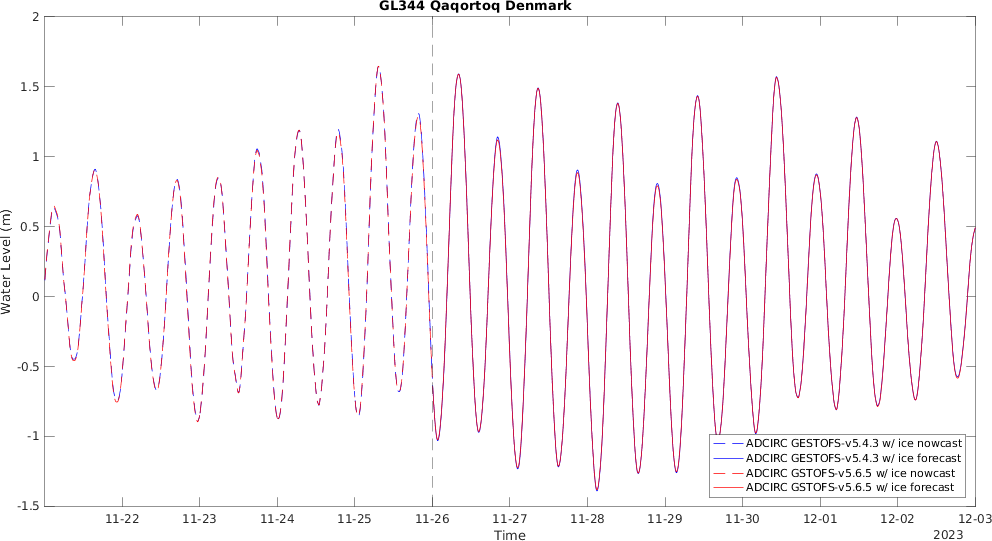 GL344 Qaqortoq Denmark
2
1.5
1
0.5
0
-0.5
-1
-1.5
Water Level (m)
ADCIRC GESTOFS-v5.4.3 w/ ice nowcast
ADCIRC GESTOFS-v5.4.3 w/ ice forecast
ADCIRC GSTOFS-v5.6.5 w/ ice nowcast
ADCIRC GSTOFS-v5.6.5 w/ ice forecast
11-22 11-23 11-24 11-25 11-26 11-27 11-28 11-29 11-30 12-01 12-02 12-03
Time
2023